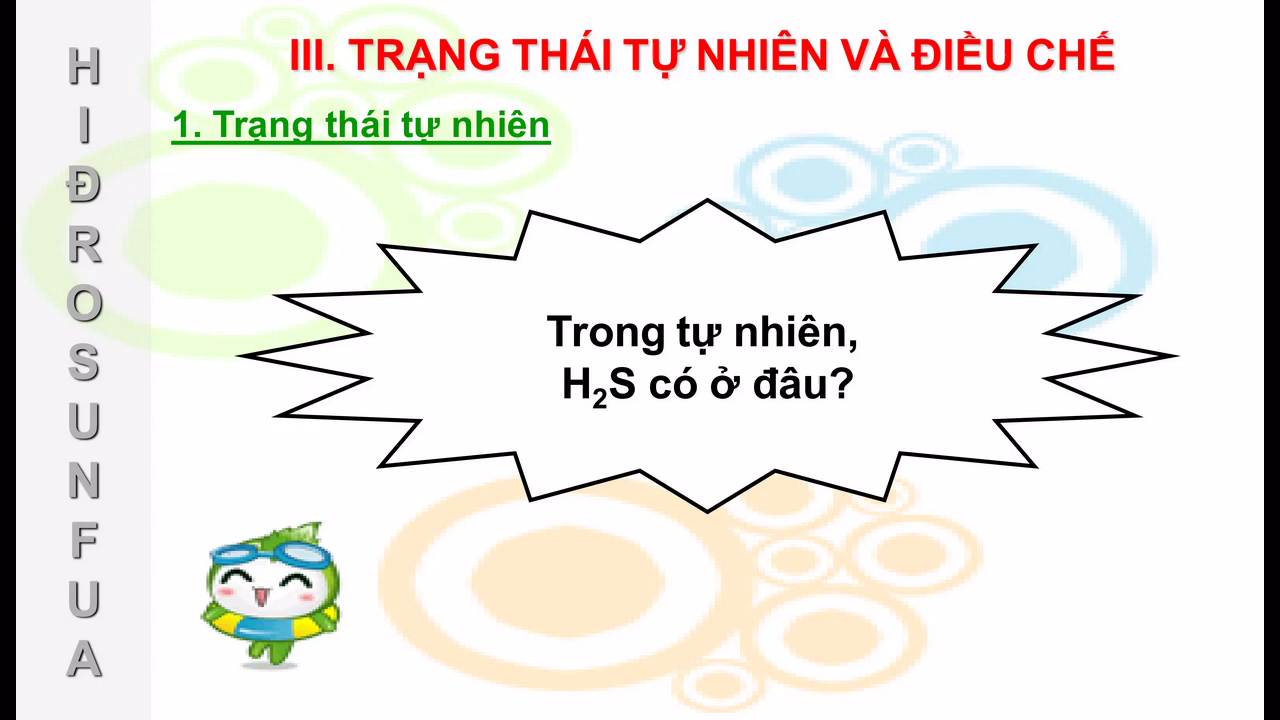 HIĐROSUNFUA
III. TRẠNG THÁI TỰ NHIÊN VÀ ĐIỀU CHẾ
1. Trạng thái tự nhiên
Trong tự nhiên,
H₂S có ở đâu?